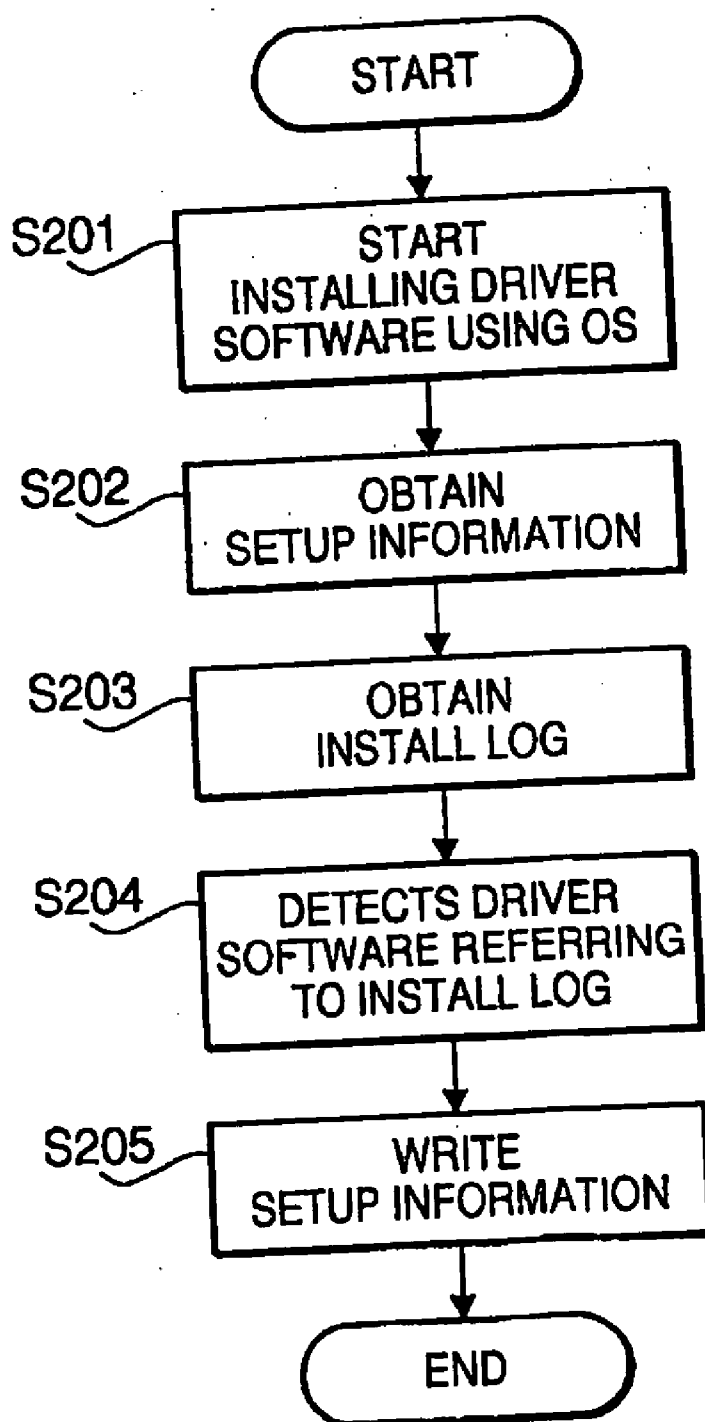 START
S201
START
INSTALLING DRIVER
SOFTWARE USING OS
S202
OBTAIN
SETUP INFORMATION
S203
OBTAIN
INSTALL LOG
S204
DETECTS DRIVER
SOFTWARE REFERRING
TO INSTALL LOG
S205
WRITE
SETUP INFORMATION
END